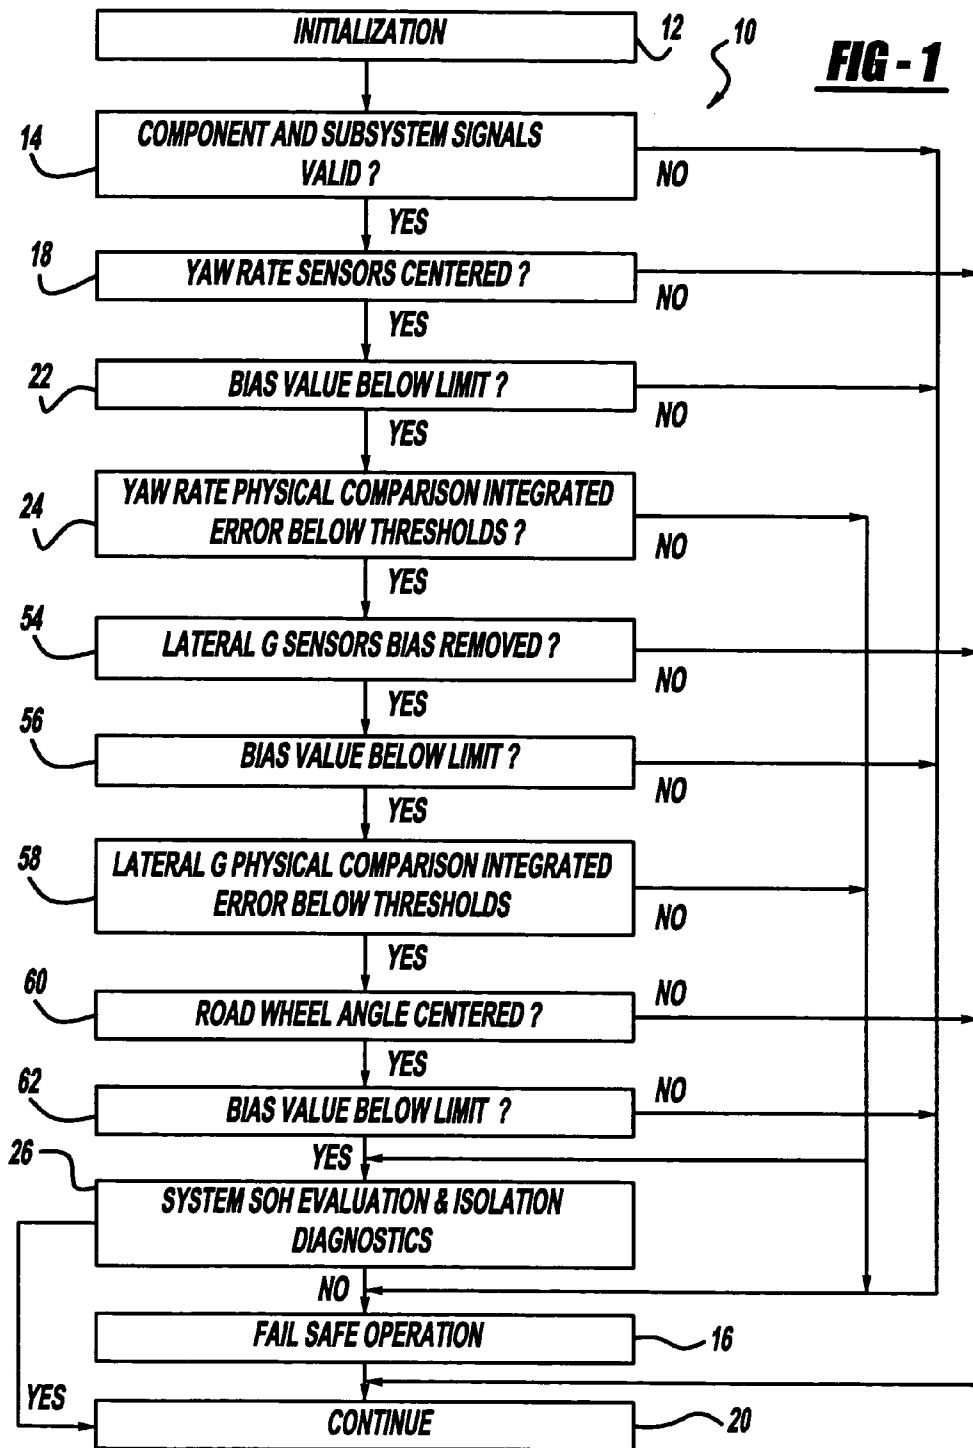 INITIALIZATION
12
10
FIG - 1
14
COMPONENT AND SUBSYSTEM SIGNALS
VALID ?
NO
YES
18
YAW RATE SENSORS CENTERED ?
NO
YES
22
BIAS VALUE BELOW LIMIT ?
NO
YES
24
YAW RATE PHYSICAL COMPARISON INTEGRATED
ERROR BELOW THRESHOLDS ?
NO
YES
54
LATERAL G SENSORS BIAS REMOVED ?
NO
YES
56
BIAS VALUE BELOW LIMIT ?
NO
YES
58
LATERAL G PHYSICAL COMPARISON INTEGRATED
ERROR BELOW THRESHOLDS
NO
YES
60
ROAD WHEEL ANGLE CENTERED ?
NO
YES
62
BIAS VALUE BELOW LIMIT ?
NO
YES
26
SYSTEM SOH EVALUATION & ISOLATION
DIAGNOSTICS
NO
FAIL SAFE OPERATION
16
YES
CONTINUE
20